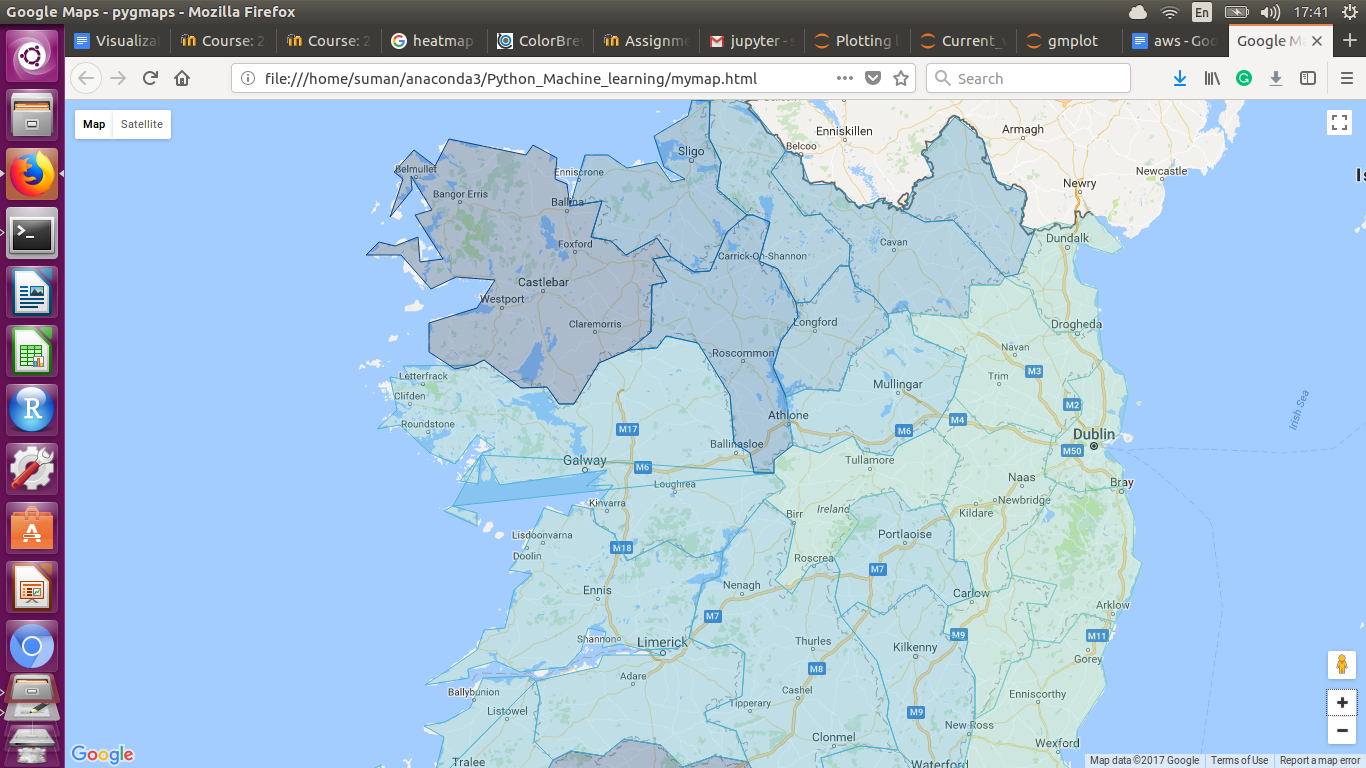 Google Maps - pygmaps - Mozilla Firefox
En
17:41
Visualiza
Course: 2
Course: 2
heatmap
ColorBre
Assignme
jupyter - s
Plotting l
Current_
gmplot
aws - Goo
Google Ma
file:///home/suman/anaconda3/Python_Machine_learning/mymap.html
Search
Map
Satellite
Enniskillen
Armagh
Belcoo
Sligo
Newcastle
Belmullet
Enniscrone
Newry
Is
Bangor Erris
Ballina
Foxford
Cavan
Dundalk
Carrick-On-Shannon
Castlebar
Westport
Claremorris
Longford
Drogheda
Roscommon
Navan
Letterfrack
Trim
M3
Clifden
Mullingar
M2
Irish Sea
Roundstone
M17
Athlone
M6
M4
Dublin
Ballinasloe
M50
Galway
M6
Tullamore
Loughrea
Naas
Bray
Kinvarra
Birr
Ireland
Newbridge
Kildare
Lisdoonvarna
Portlaoise
Doolin
M18
Roscrea
M7
Ennis
Nenagh
Carlow
Arklow
M7
Shannon
Limerick
Thurles
Kilkenny
M9
M11
Gorey
Adare
M8
Ballybunion
Cashel
Enniscorthy
Listowel
Tipperary
M9
New Ross
Clonmel
Wexford
Google
Tralee
Waterford
Map data ©2017 Google
Terms of Use
Report a map error